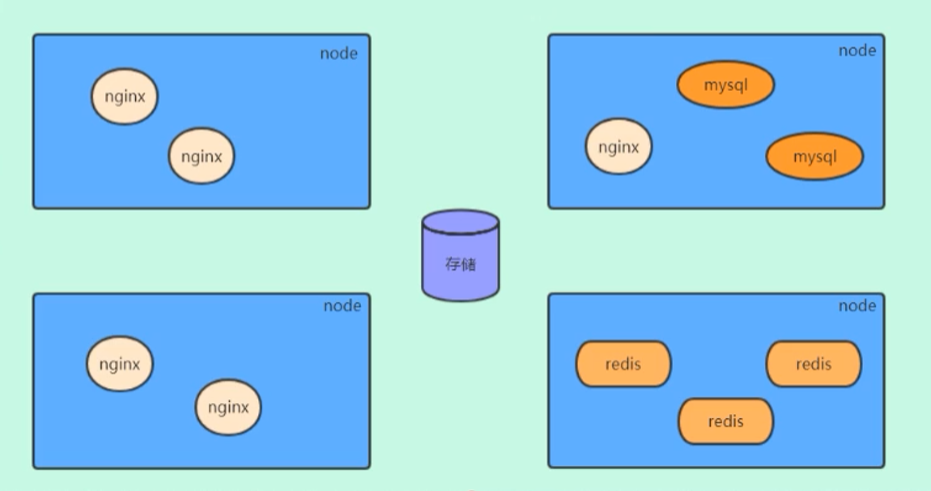 node
nginx
nginx
node
mysql
nginx
mysql
存储
node
nginx
nginx
node
redis
redis
redis